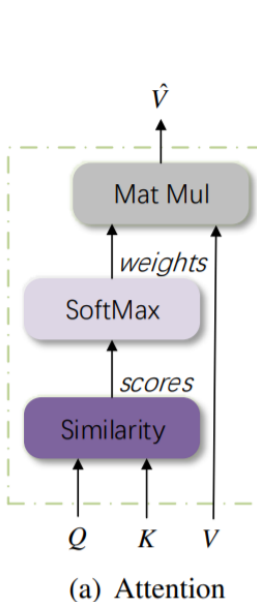 V̂
Mat Mul
weights
SoftMax
scores
Similarity
Q K V
(a) Attention